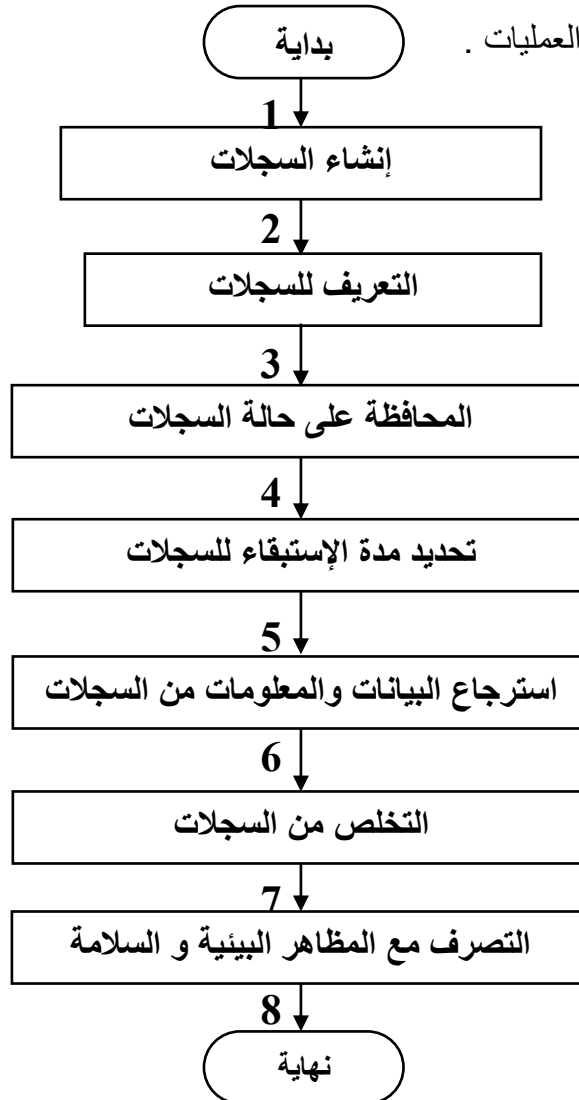 العمليات .
بداية
1
إنشاء السجلات
2
التعريف للسجلات
3
المحافظة على حالة السجلات
4
تحديد مدة الإستبقاء للسجلات
5
استرجاع البيانات والمعلومات من السجلات
6
التخلص من السجلات
7
التصرف مع المظاهر البيئية و السلامة
8
نهاية